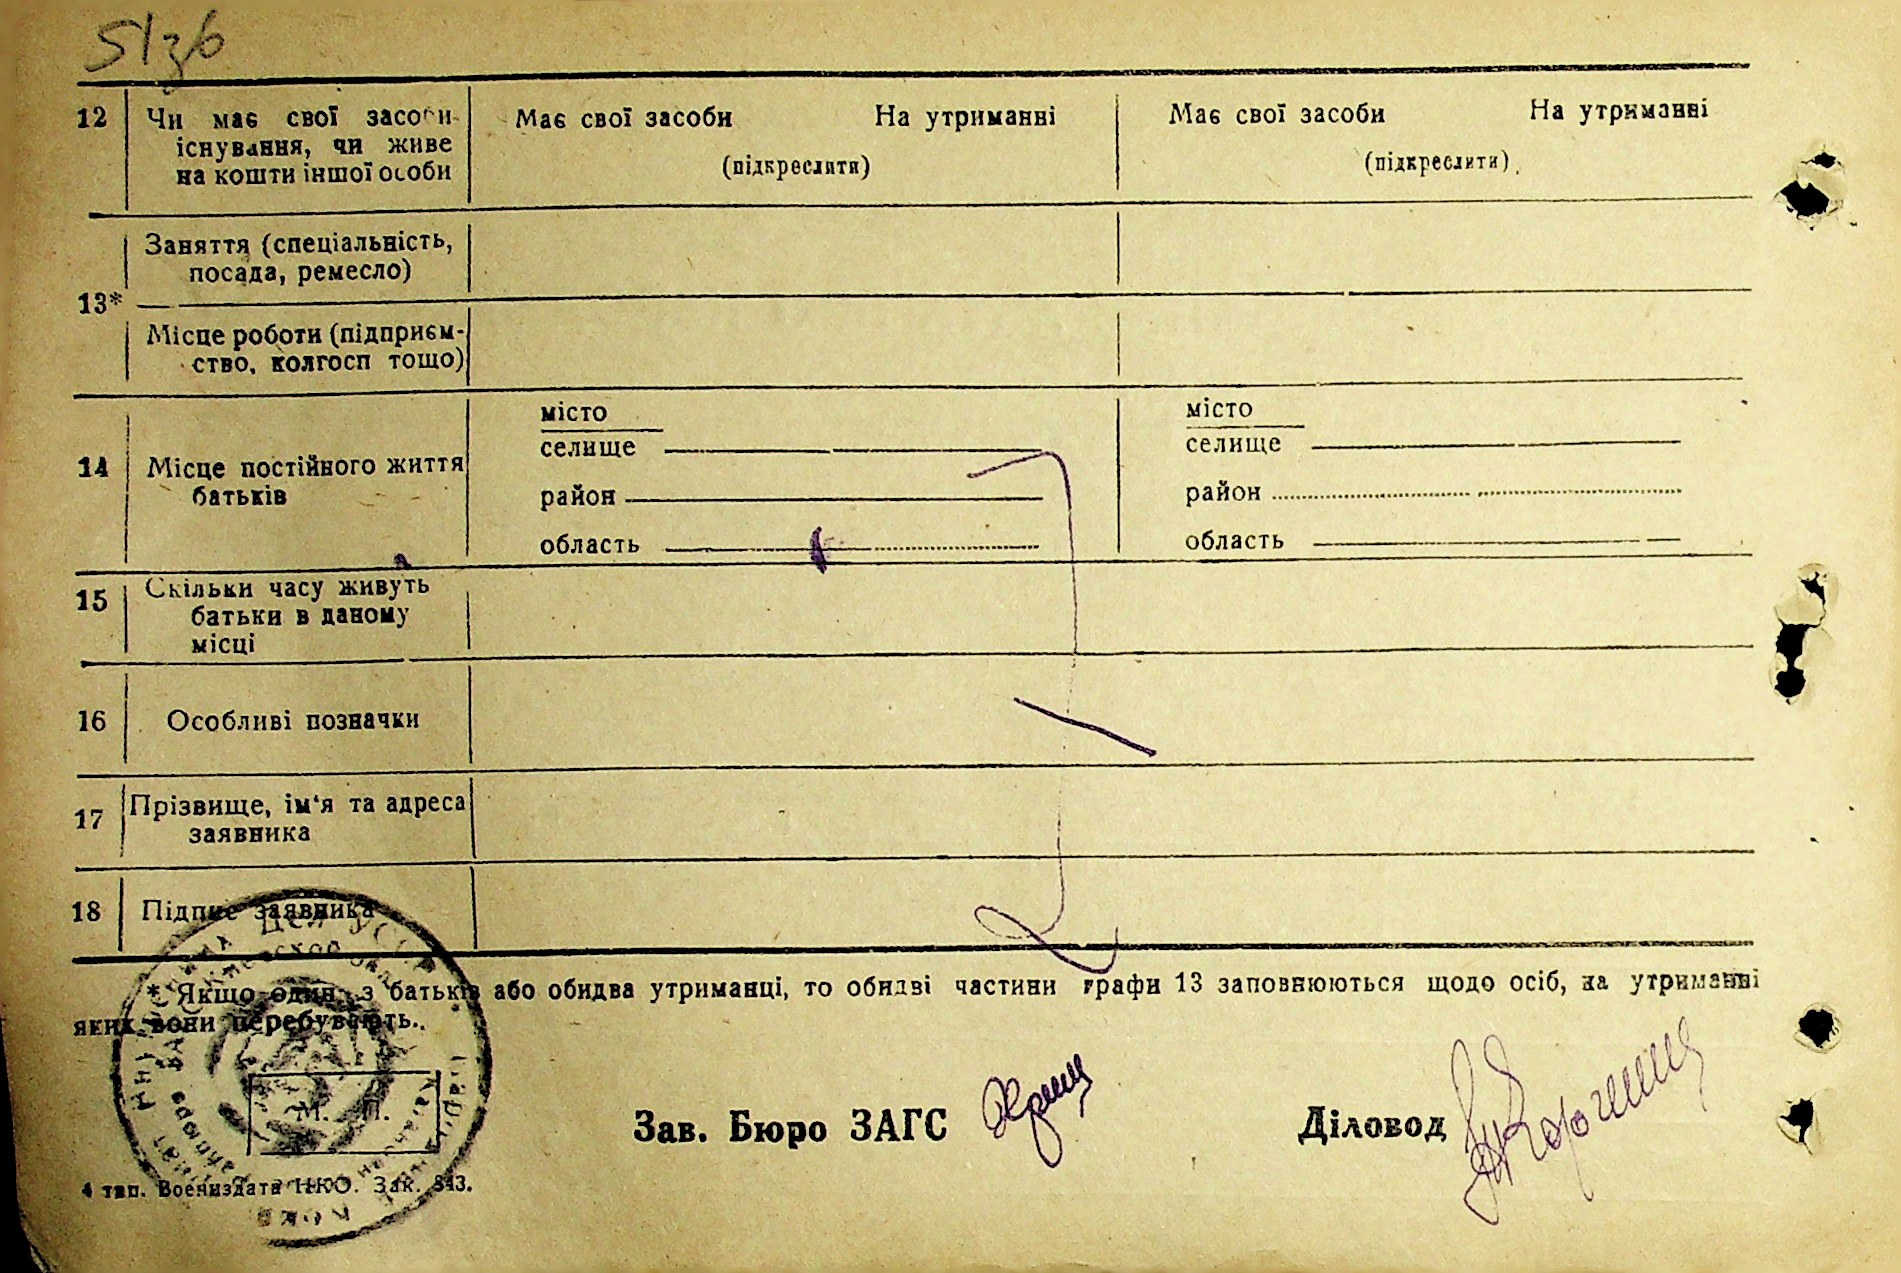 51зв
12 Чи має свої засоби існування, чи живе на кошти іншої особи
Має свої засоби На утриманні
(підкреслити)
Має свої засоби На утриманні
(підкреслити)
13*
Заняття (спеціальність,
посада, ремесло)
Місце роботи (підприєм-
ство, колгосп тощо)
14 Місце постійного життя
батьків
місто
селище
район
область
місто
селище
район
область
15 Скільки часу живуть
батьки в даному
місці
16 Особливі позначки
17 Прізвище, ім‘я та адреса
заявника
18 Підпис заявника
* Якщо один з батьків або обидва утриманці, то обидві частини графи 13 заповнюються щодо осіб, на утриманні
яких вони перебувають.
М. П.
Зав. Бюро ЗАГС
Діловод
4 тип. Воениздата НКО. Зак. 843.